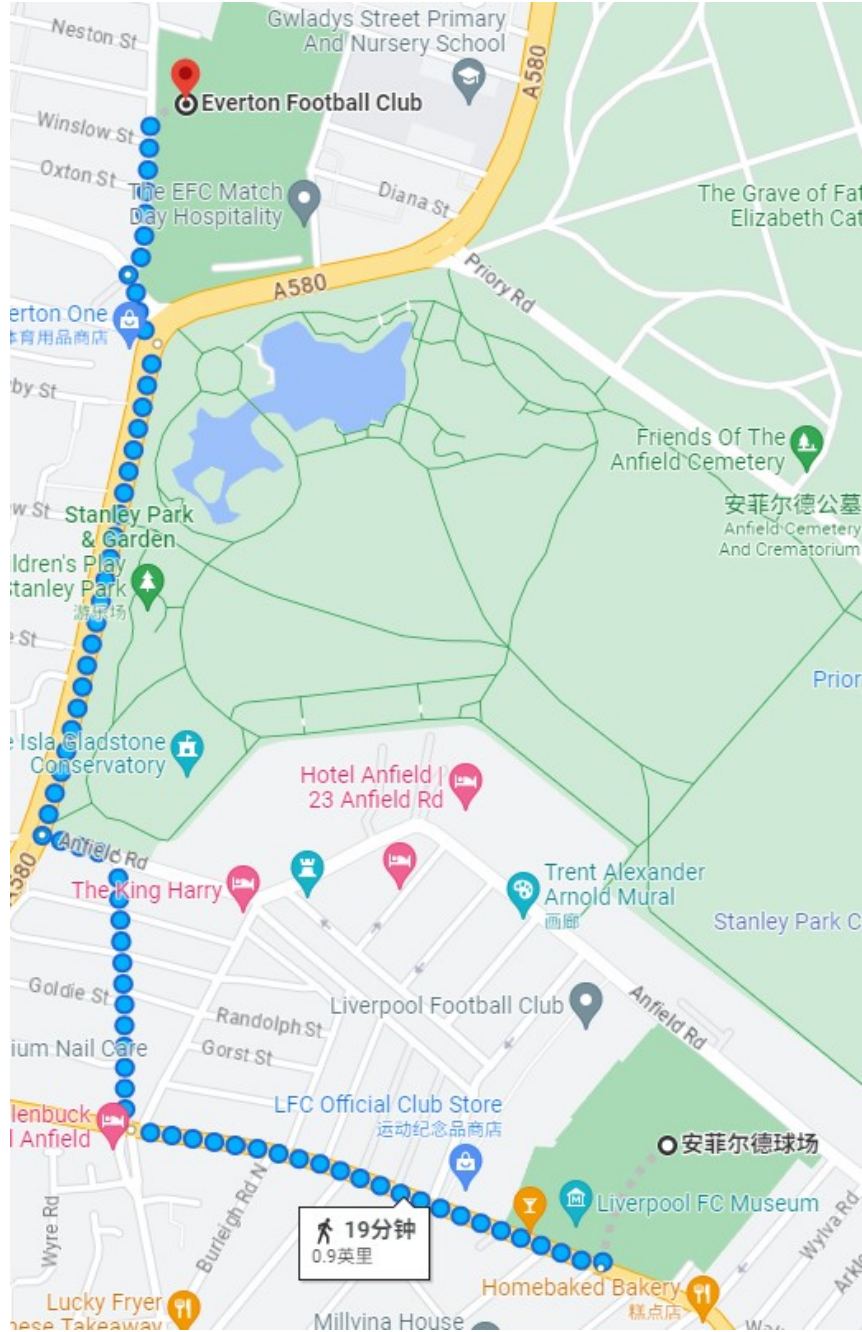 Neston St
Gwladys Street Primary
And Nursery School
A580
Everton Football Club
Winslow St
Oxton St
The EFC Match
Day Hospitality
Diana St
The Grave of Fat
Elizabeth Cat
Priory Rd
A580
erton One
体育用品商店
by St
Friends Of The
Anfield Cemetery
安菲尔德公墓
Anfield Cemetery
And Crematorium
w St
Stanley Park
& Garden
ldren's Play
Stanley Park
游乐场
St
Prior
e Isla Gladstone
Conservatory
Hotel Anfield |
23 Anfield Rd
A580
Anfield Rd
The King Harry
Trent Alexander
Arnold Mural
画廊
Stanley Park C
Goldie St
Liverpool Football Club
Anfield Rd
Randolph St
Gorst St
ium Nail Care
LFC Official Club Store
运动纪念品商店
lenbuck
l Anfield
安菲尔德球场
Wyre Rd
Burleigh Rd N
19分钟
0.9英里
Liverpool FC Museum
Wylva Rd
Homebaked Bakery
糕点店
Lucky Fryer
nese Takeaway
Millvina House
Arkl
Wa